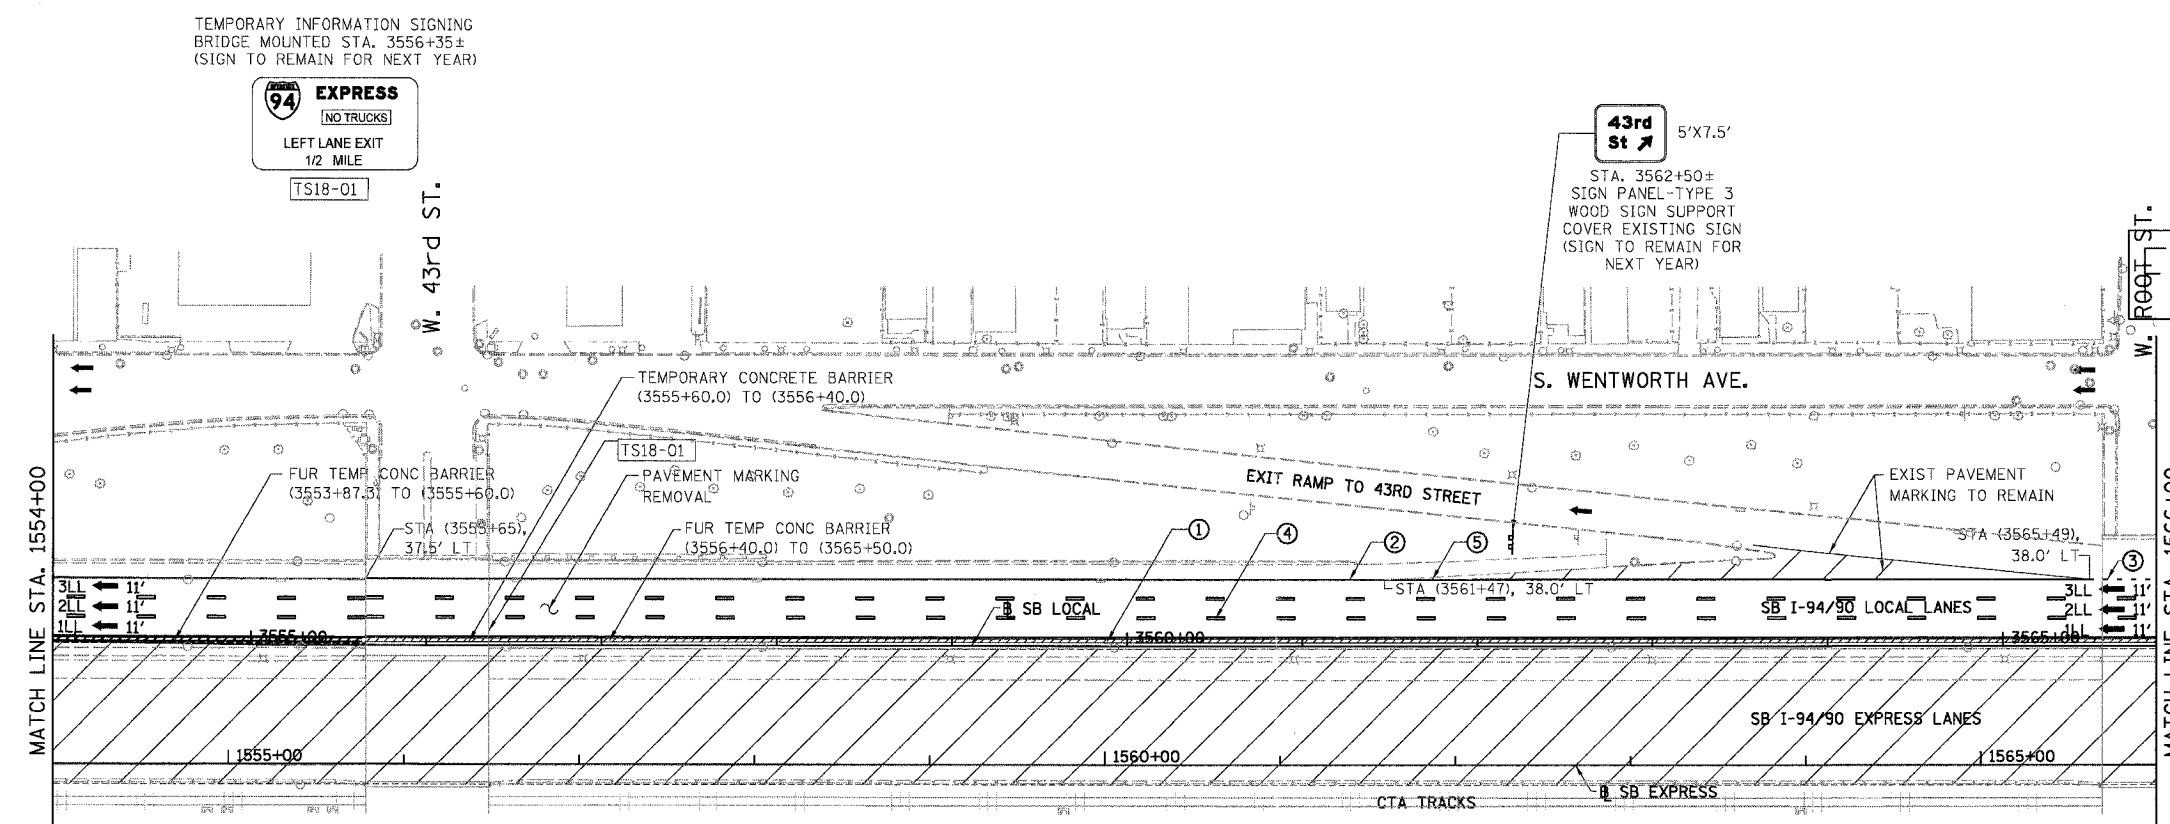 TEMPORARY INFORMATION SIGNING
BRIDGE MOUNTED STA. 3556+35±
(SIGN TO REMAIN FOR NEXT YEAR)
94 EXPRESS
NO TRUCKS
LEFT LANE EXIT
1/2 MILE
TS18-01
W. 43rd ST.
43rd
St
5'X7.5'
STA. 3562+50±
SIGN PANEL-TYPE 3
WOOD SIGN SUPPORT
COVER EXISTING SIGN
(SIGN TO REMAIN FOR
NEXT YEAR)
W. ROOT ST.
S. WENTWORTH AVE.
TEMPORARY CONCRETE BARRIER
(3555+60.0) TO (3556+40.0)
TS18-01
PAVEMENT MARKING
REMOVAL
FUR TEMP CONC BARRIER
(3553+87.3) TO (3555+60.0)
STA (3555+65),
37.5' LT
FUR TEMP CONC BARRIER
(3556+40.0) TO (3565+50.0)
EXIT RAMP TO 43RD STREET
EXIST PAVEMENT
MARKING TO REMAIN
STA (3565+49),
38.0' LT
1
4
2
5
3
STA (3561+47), 38.0' LT
MATCH LINE STA. 1554+00
3LL 11'
2LL 11'
1LL 11'
SB LOCAL
SB I-94/90 LOCAL LANES
3LL 11'
2LL 11'
1LL 11'
3555+00
3560+00
3565+00
SB I-94/90 EXPRESS LANES
1555+00
1560+00
1565+00
SB EXPRESS
CTA TRACKS
MATCH LINE STA. 1566+00